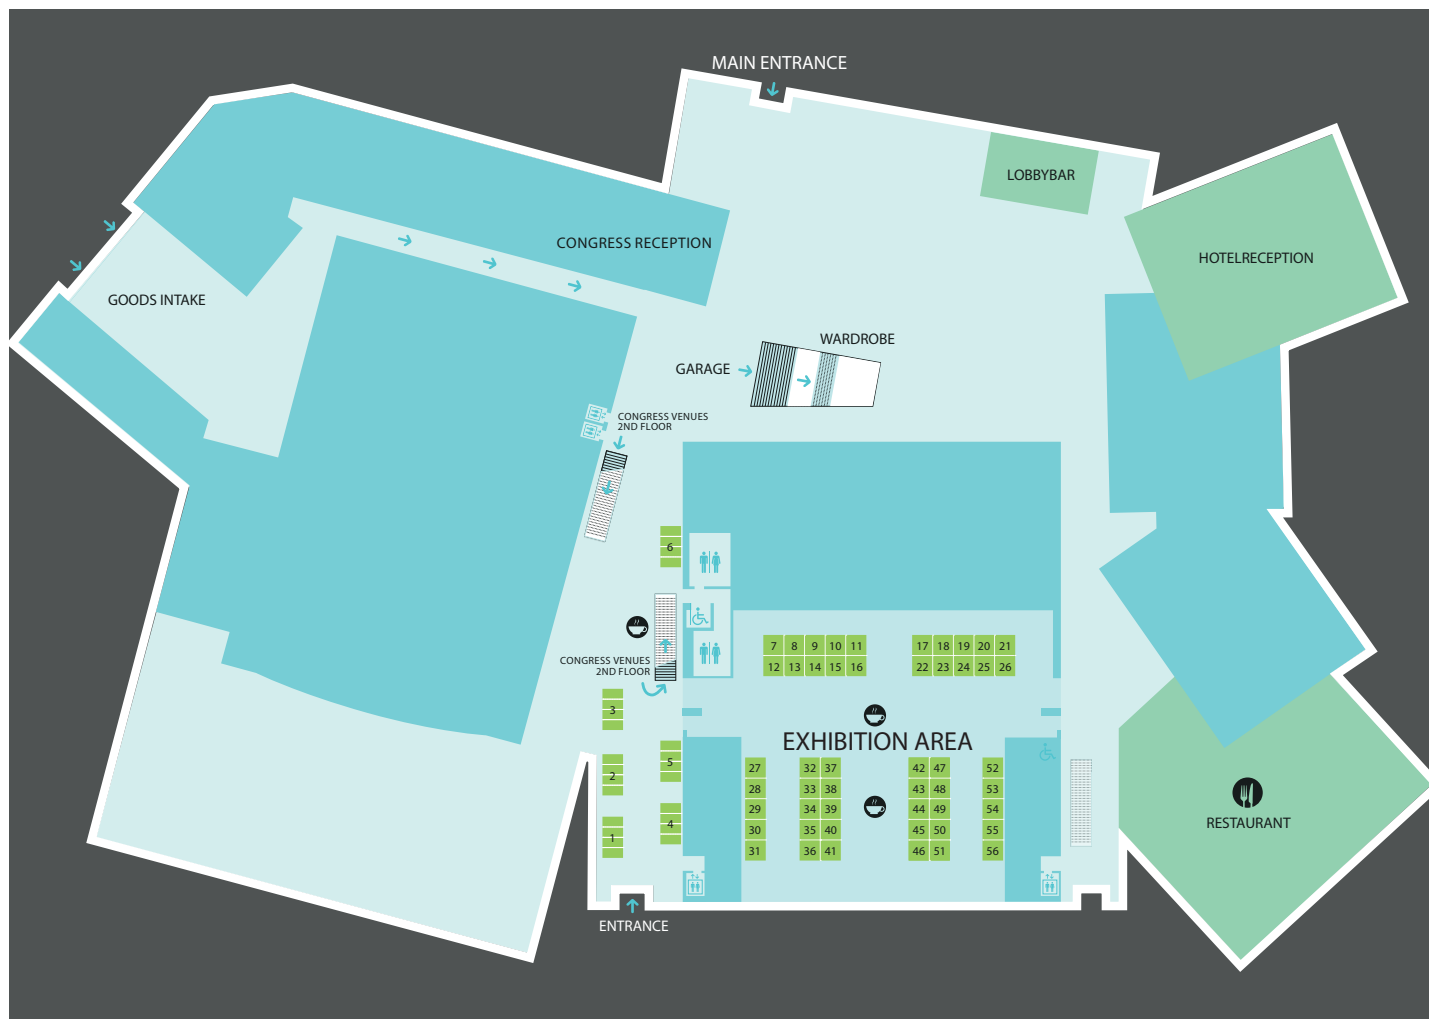 MAIN ENTRANCE
LOBBYBAR
CONGRESS RECEPTION
HOTELRECEPTION
GOODS INTAKE
WARDROBE
GARAGE
CONGRESS VENUES
2ND FLOOR
6
CONGRESS VENUES
2ND FLOOR
7 8 9 10 11
12 13 14 15 16
17 18 19 20 21
22 23 24 25 26
3
EXHIBITION AREA
5
2
4
1
27
28
29
30
31
32 37
33 38
34 39
35 40
36 41
42 47
43 48
44 49
45 50
46 51
52
53
54
55
56
RESTAURANT
ENTRANCE